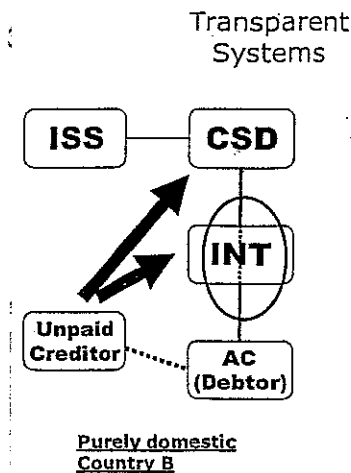 Transparent
Systems
ISS
CSD
INT
Unpaid
Creditor
AC
(Debtor)
Purely domestic
Country B